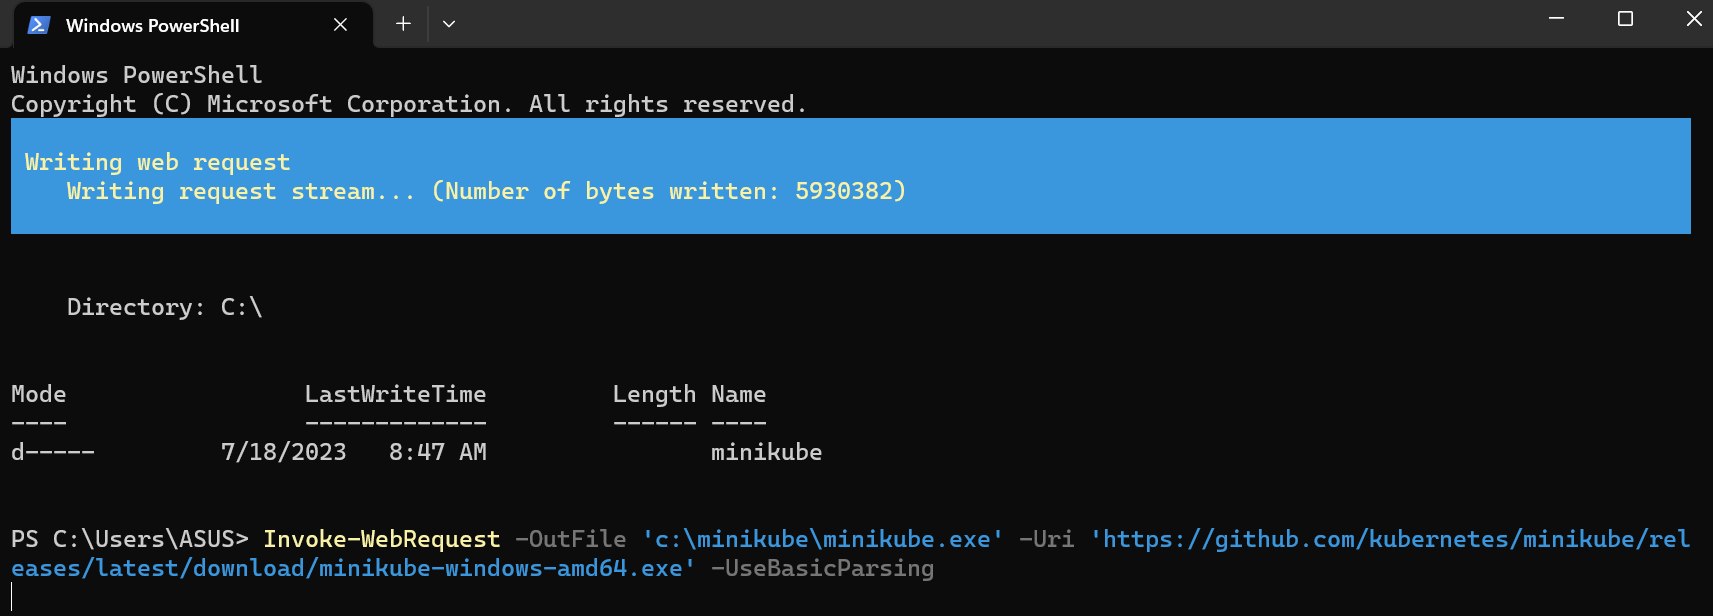 Windows PowerShell
Windows PowerShell
Copyright (C) Microsoft Corporation. All rights reserved.
Writing web request
Writing request stream... (Number of bytes written: 5930382)
Directory: C:\
Mode LastWriteTime Length Name
---- ------------- ------ ----
d----- 7/18/2023 8:47 AM minikube
PS C:\Users\ASUS> Invoke-WebRequest -OutFile 'c:\minikube\minikube.exe' -Uri 'https://github.com/kubernetes/minikube/rel
eases/latest/download/minikube-windows-amd64.exe' -UseBasicParsing